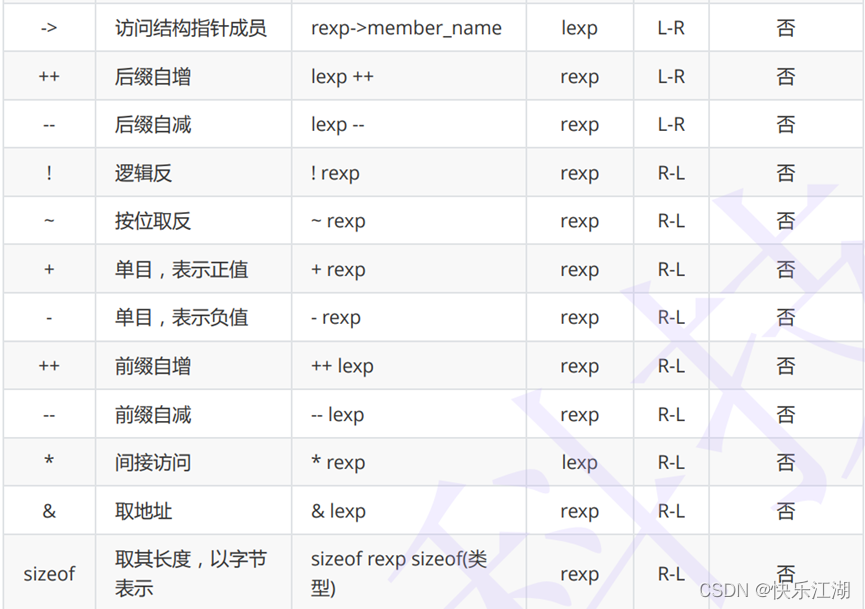 -> 访问结构指针成员 rexp->member_name lexp L-R 否
++ 后缀自增 lexp ++ rexp L-R 否
-- 后缀自减 lexp -- rexp L-R 否
! 逻辑反 ! rexp rexp R-L 否
~ 按位取反 ~ rexp rexp R-L 否
+ 单目，表示正值 + rexp rexp R-L 否
- 单目，表示负值 - rexp rexp R-L 否
++ 前缀自增 ++ lexp rexp R-L 否
-- 前缀自减 -- lexp rexp R-L 否
* 间接访问 * rexp lexp R-L 否
& 取地址 & lexp rexp R-L 否
sizeof 取其长度，以字节
表示 sizeof rexp sizeof(类
型) rexp R-L 否
科技
CSDN @快乐江湖